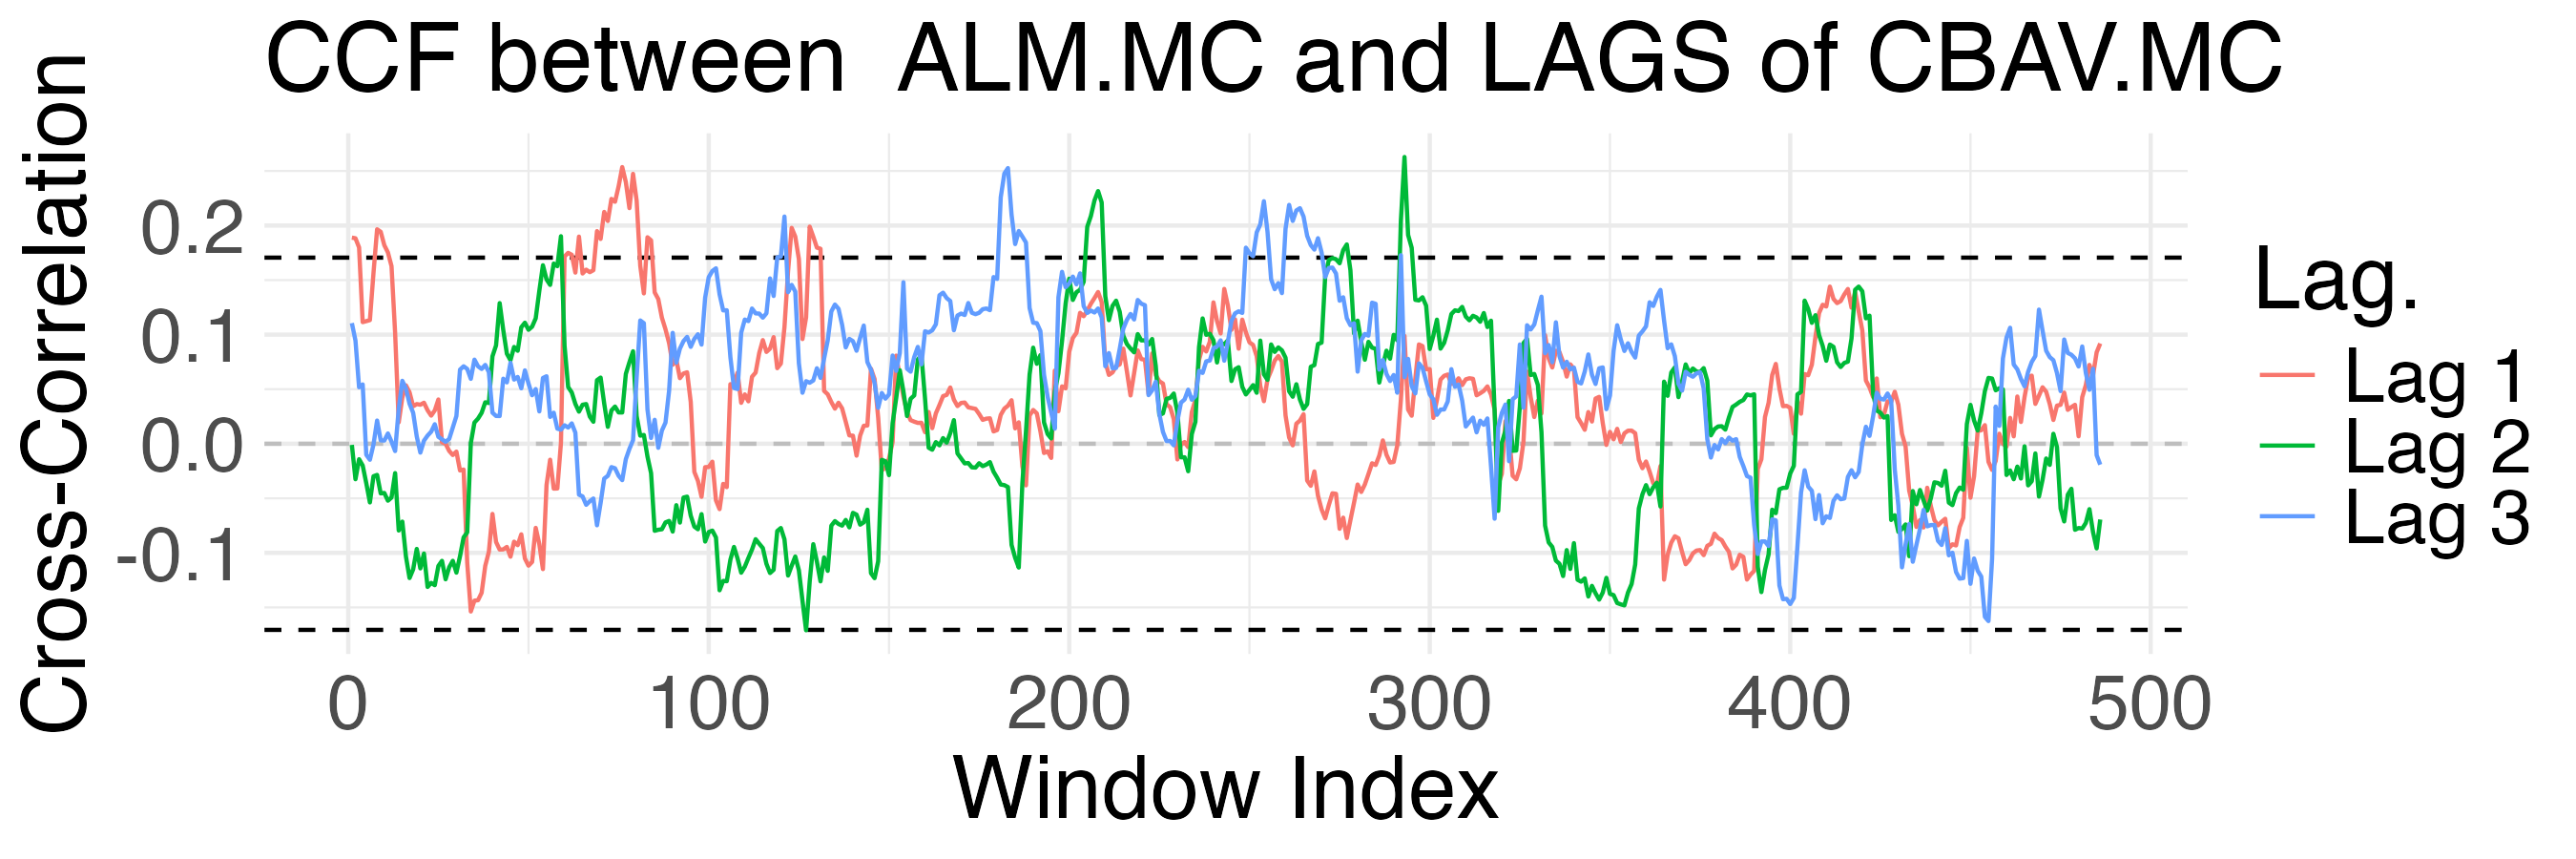 CCF between  ALM.MC and LAGS of CBAV.MC
Cross-Correlation
0.2
0.1
0.0
-0.1
0 100 200 300 400 500
Window Index
Lag.
Lag 1
Lag 2
Lag 3